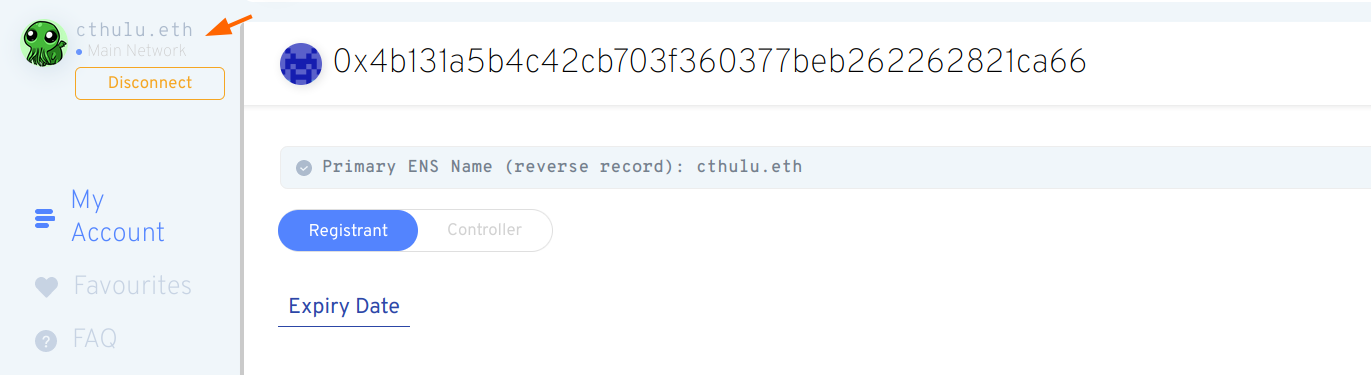 cthulu.eth
Main Network
Disconnect
My
Account
Favourites
FAQ
0x4b131a5b4c42cb703f360377beb262262821ca66
Primary ENS Name (reverse record): cthulu.eth
Registrant
Controller
Expiry Date